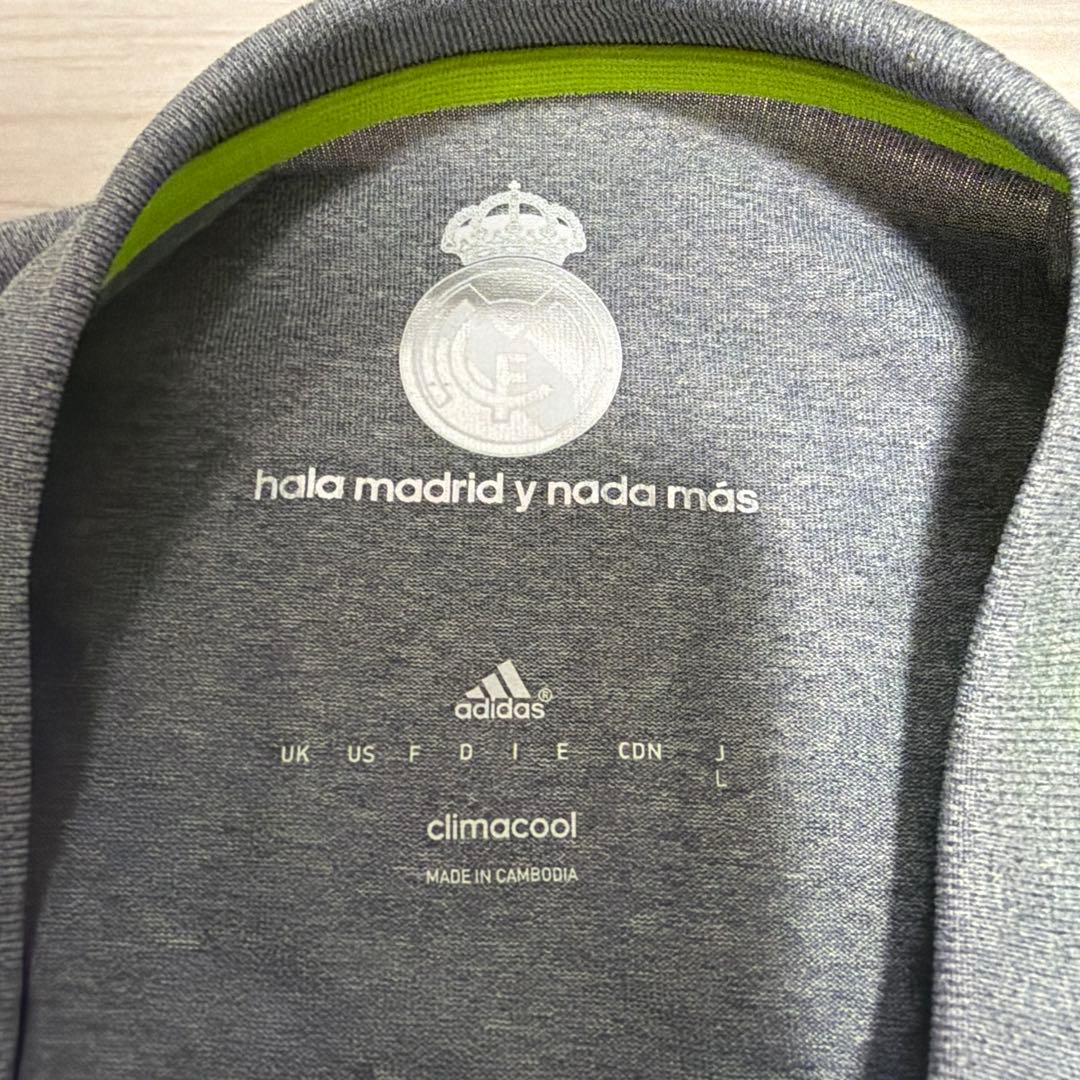 hala madrid y nada más
adidas®
UK US F D I E CDN J
L
climacool
MADE IN CAMBODIA